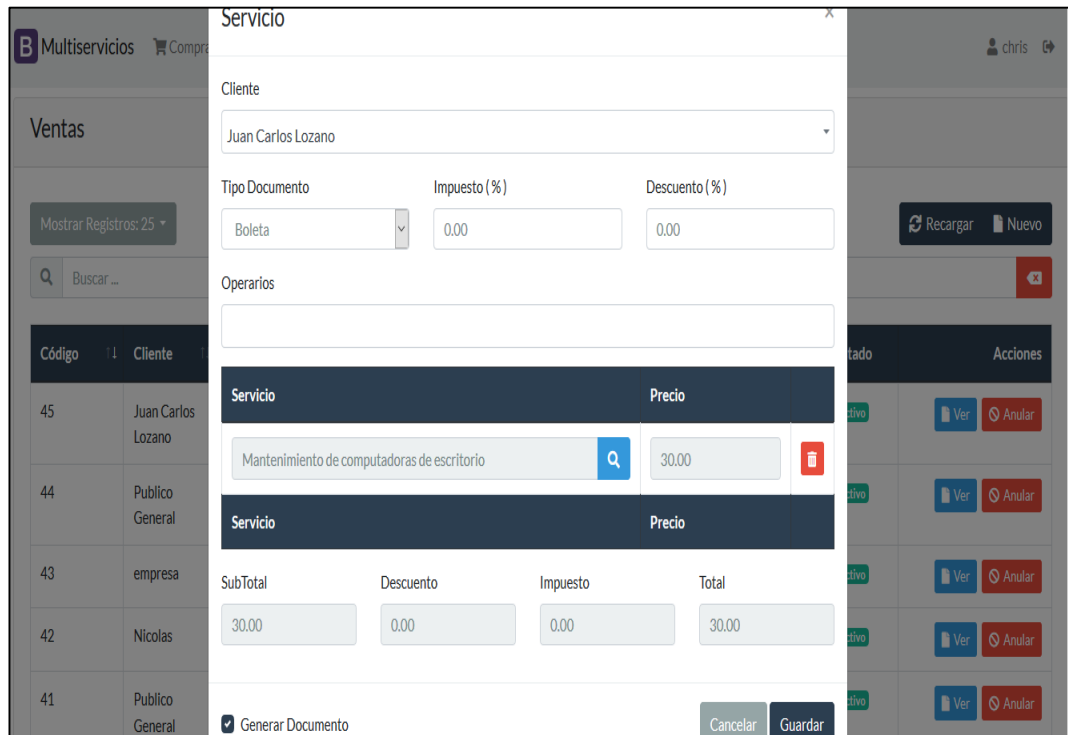 Servicio
x
B Multiservicios
chris
Ventas
Mostrar Registros: 25
Recargar
Nuevo
Buscar ...
Cliente
Juan Carlos Lozano
Tipo Documento Impuesto ( % ) Descuento ( % )
Boleta 0.00 0.00
Operarios
Servicio Precio
Mantenimiento de computadoras de escritorio 30.00
Servicio Precio
SubTotal Descuento Impuesto Total
30.00 0.00 0.00 30.00
Generar Documento
Cancelar Guardar
Código Cliente Acciones
45 Juan Carlos Lozano Ver Anular
44 Publico General Ver Anular
43 empresa Ver Anular
42 Nicolas Ver Anular
41 Publico General Ver Anular